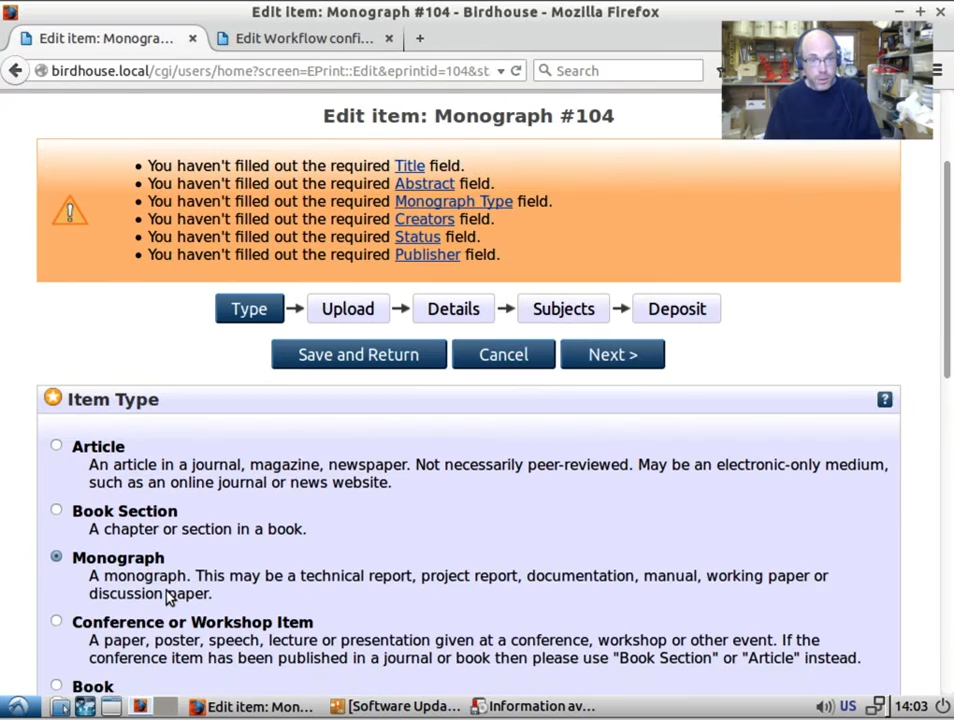 Edit item: Monograph #104 - Birdhouse - Mozilla Firefox
Edit item: Monogra... × Edit Workflow confi... × +
birdhouse.local/cgi/users/home?screen=EPrint::Edit&eprintid=104&st Search
Edit item: Monograph #104
• You haven't filled out the required Title field.
• You haven't filled out the required Abstract field.
• You haven't filled out the required Monograph Type field.
• You haven't filled out the required Creators field.
• You haven't filled out the required Status field.
• You haven't filled out the required Publisher field.
Type → Upload → Details → Subjects → Deposit
Save and Return Cancel Next >
Item Type ?
Article
An article in a journal, magazine, newspaper. Not necessarily peer-reviewed. May be an electronic-only medium,
such as an online journal or news website.
Book Section
A chapter or section in a book.
Monograph
A monograph. This may be a technical report, project report, documentation, manual, working paper or
discussion paper.
Conference or Workshop Item
A paper, poster, speech, lecture or presentation given at a conference, workshop or other event. If the
conference item has been published in a journal or book then please use "Book Section" or "Article" instead.
Book
Edit item: Mon... [Software Upda... Information av... US 14:03